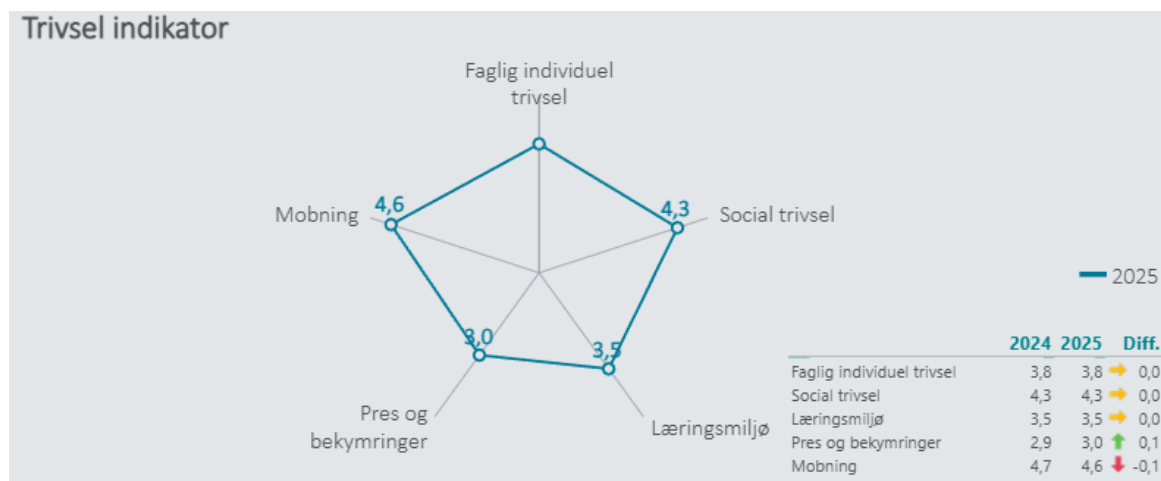 Trivsel indikator
Faglig individuel
trivsel
4,6
Mobning
4,3
Social trivsel
2025
3,0
3,5
Pres og
bekymringer
Læringsmiljø
2024 2025 Diff.
Faglig individuel trivsel 3,8 3,8 0,0
Social trivsel 4,3 4,3 0,0
Læringsmiljø 3,5 3,5 0,0
Pres og bekymringer 2,9 3,0 0,1
Mobning 4,7 4,6 -0,1